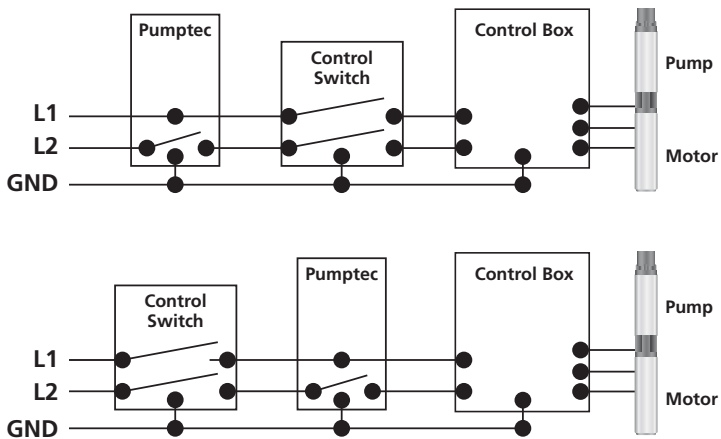 Pumptec
Control
Switch
Control Box
Pump
L1
L2
Motor
GND
Control
Switch
Pumptec
Control Box
Pump
L1
L2
Motor
GND